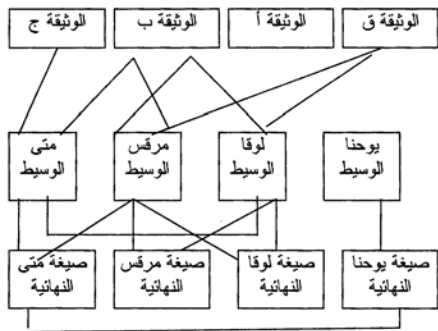 الوثيقة ق
الوثيقة أ
الوثيقة ب
الوثيقة ج
يوحنا
الوسيط
لوقا
الوسيط
مرقس
الوسيط
متى
الوسيط
صيغة يوحنا
النهائية
صيغة لوقا
النهائية
صيغة مرقس
النهائية
صيغة متى
النهائية